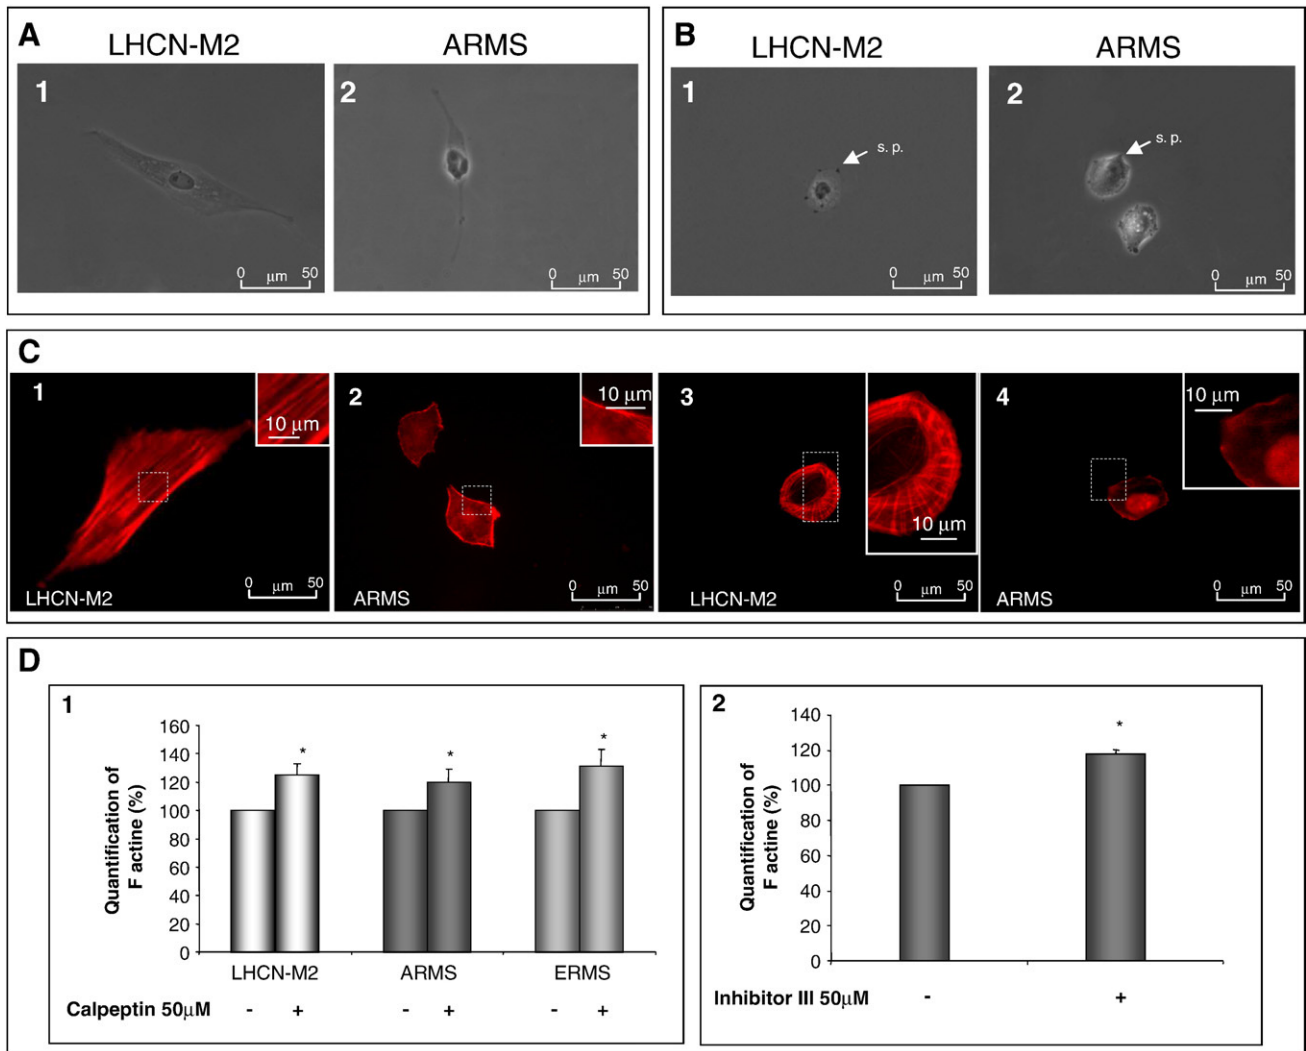 A
LHCN-M2 ARMS
1 2
0 μm 50 0 μm 50
B
LHCN-M2 ARMS
1 2
s. p. s. p.
0 μm 50 0 μm 50
C
1 2 3 4
10 μm 10 μm 10 μm 10 μm
0 μm 50 0 μm 50 0 μm 50 0 μm 50
LHCN-M2 ARMS LHCN-M2 ARMS
D
1
Quantification of
F actine (%)
160
140
120
100
80
60
40
20
0
* * *
LHCN-M2 ARMS ERMS
Calpeptin 50μM - + - + - +
2
Quantification of
F actine (%)
140
120
100
80
60
40
20
0
*
Inhibitor III 50μM - +